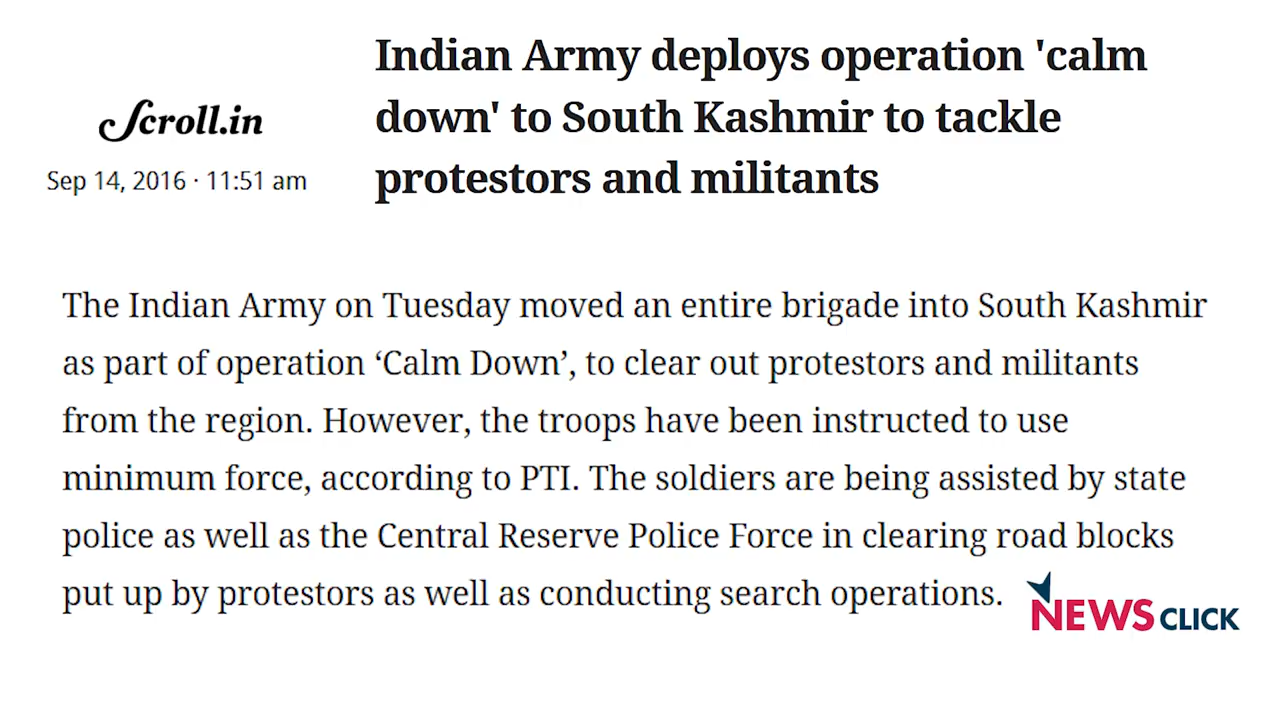 Scroll.in
Sep 14, 2016 · 11:51 am
Indian Army deploys operation 'calm
down' to South Kashmir to tackle
protestors and militants
The Indian Army on Tuesday moved an entire brigade into South Kashmir
as part of operation ‘Calm Down’, to clear out protestors and militants
from the region. However, the troops have been instructed to use
minimum force, according to PTI. The soldiers are being assisted by state
police as well as the Central Reserve Police Force in clearing road blocks
put up by protestors as well as conducting search operations.
NEWSCLICK